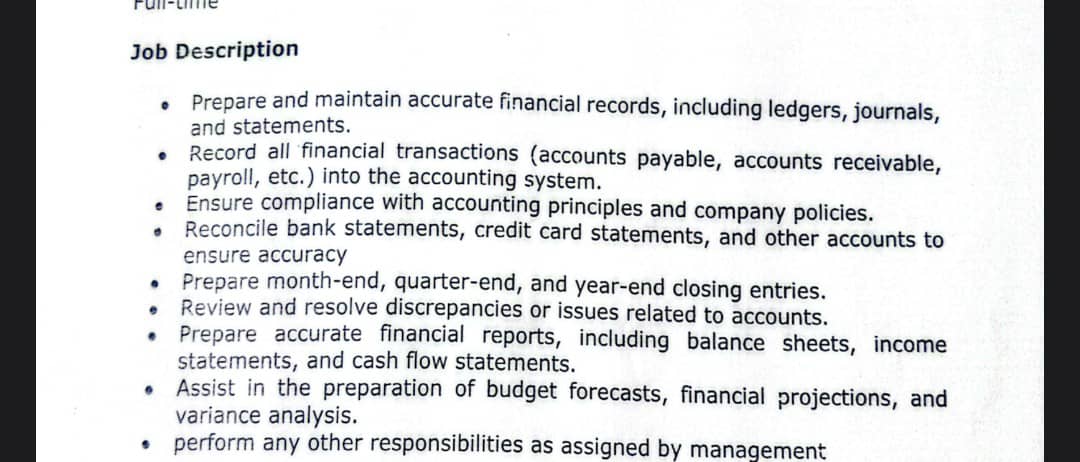 Full-time
Job Description
• Prepare and maintain accurate financial records, including ledgers, journals,
and statements.
• Record all financial transactions (accounts payable, accounts receivable,
payroll, etc.) into the accounting system.
• Ensure compliance with accounting principles and company policies.
• Reconcile bank statements, credit card statements, and other accounts to
ensure accuracy
• Prepare month-end, quarter-end, and year-end closing entries.
• Review and resolve discrepancies or issues related to accounts.
• Prepare accurate financial reports, including balance sheets, income
statements, and cash flow statements.
• Assist in the preparation of budget forecasts, financial projections, and
variance analysis.
• perform any other responsibilities as assigned by management